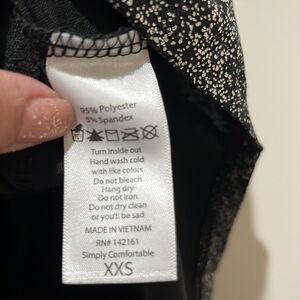 95% Polyester
5% Spandex
Turn inside out
Hand wash cold
with like colors
Do not bleach
Hang dry
Do not iron
Do not dry clean
or you'll be sad
MADE IN VIETNAM
RN# 142161
Simply Comfortable
XXS